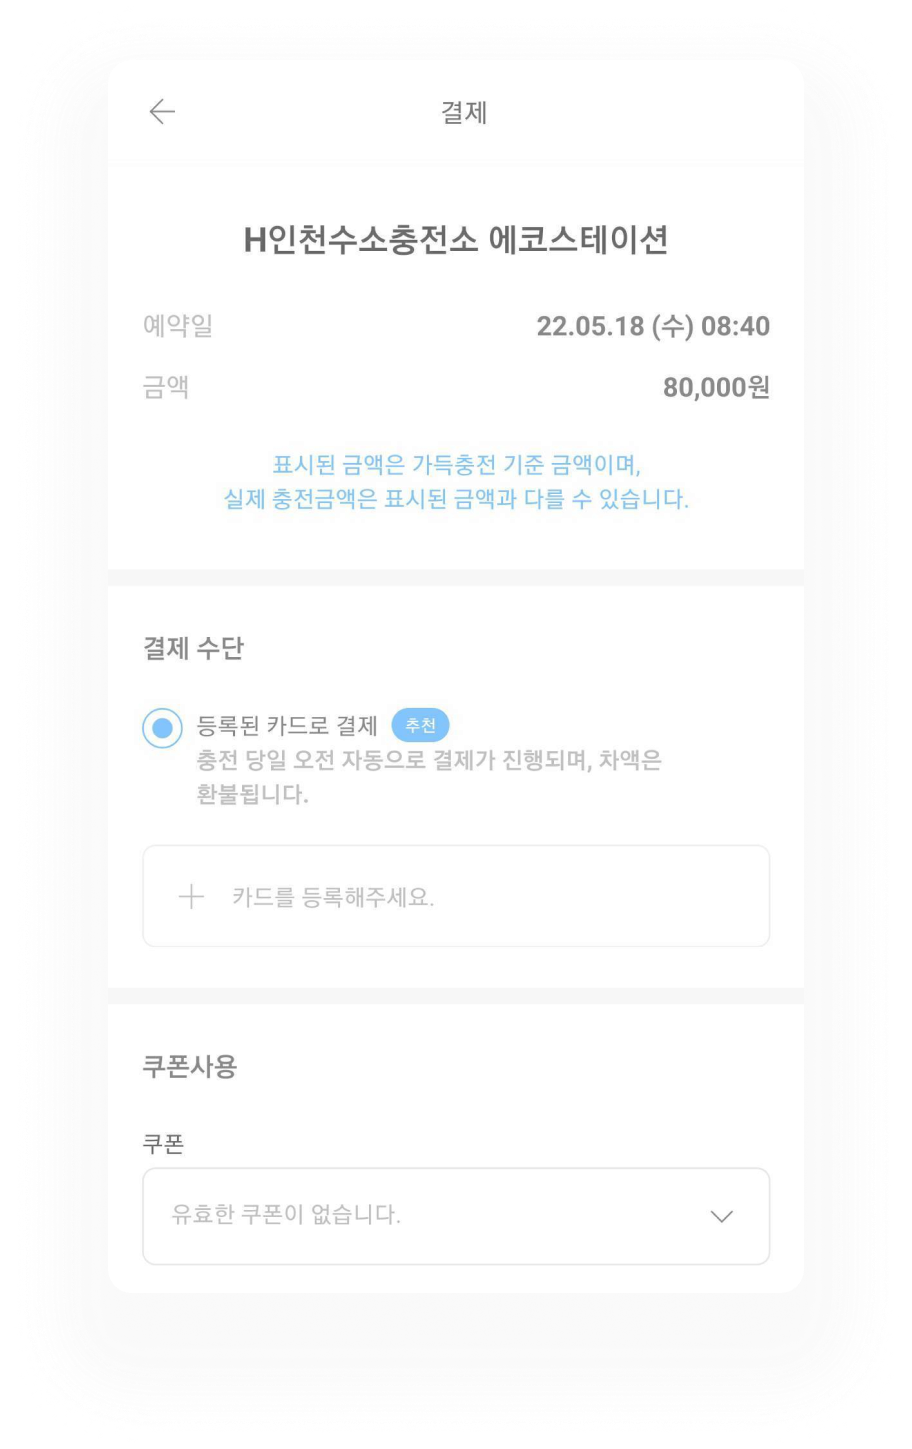 결제
H인천수소충전소 에코스테이션
예약일 22.05.18 (수) 08:40
금액 80,000원
표시된 금액은 가득충전 기준 금액이며,
실제 충전금액은 표시된 금액과 다를 수 있습니다.
결제 수단
등록된 카드로 결제 추천
충전 당일 오전 자동으로 결제가 진행되며, 차액은
환불됩니다.
카드를 등록해주세요.
쿠폰사용
쿠폰
유효한 쿠폰이 없습니다.